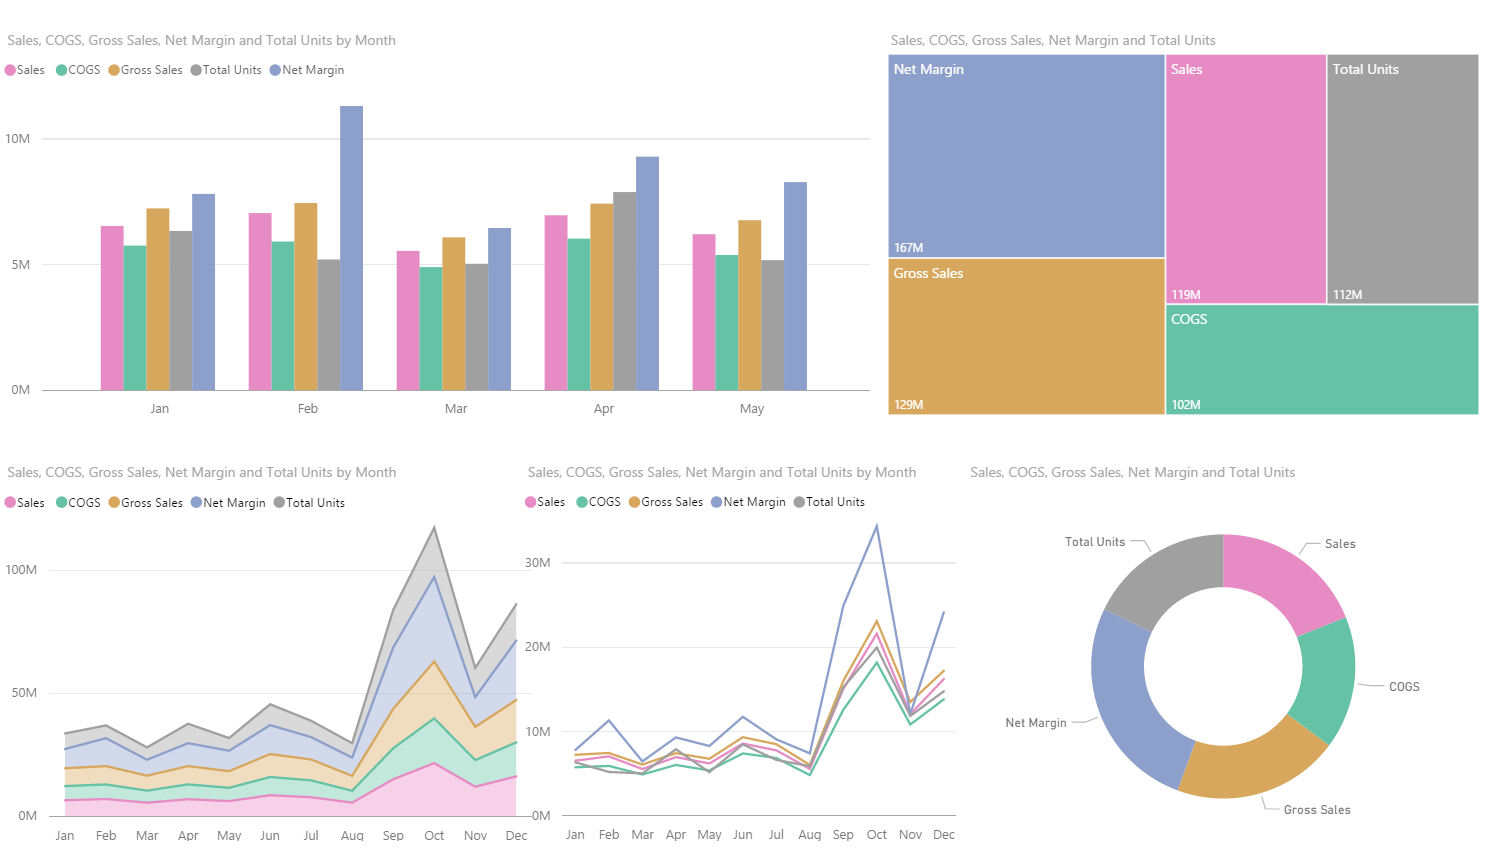 Sales, COGS, Gross Sales, Net Margin and Total Units by Month
Sales COGS Gross Sales Total Units Net Margin
10M
5M
0M
Jan Feb Mar Apr May
Sales, COGS, Gross Sales, Net Margin and Total Units
Net Margin
167M
Sales
119M
Total Units
112M
Gross Sales
129M
COGS
102M
Sales, COGS, Gross Sales, Net Margin and Total Units by Month
Sales COGS Gross Sales Net Margin Total Units
100M
50M
0M
Jan Feb Mar Apr May Jun Jul Aug Sep Oct Nov Dec
Sales, COGS, Gross Sales, Net Margin and Total Units by Month
Sales COGS Gross Sales Net Margin Total Units
30M
20M
10M
0M
Jan Feb Mar Apr May Jun Jul Aug Sep Oct Nov Dec
Sales, COGS, Gross Sales, Net Margin and Total Units
Total Units
Sales
COGS
Net Margin
Gross Sales